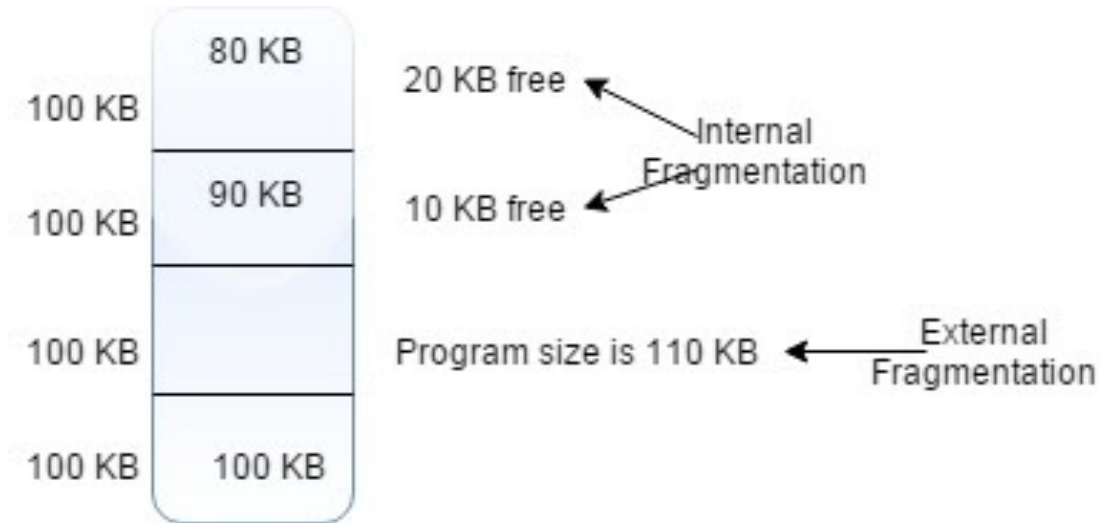 80 KB
100 KB
20 KB free
Internal
Fragmentation
90 KB
100 KB
10 KB free
100 KB
Program size is 110 KB
External
Fragmentation
100 KB
100 KB